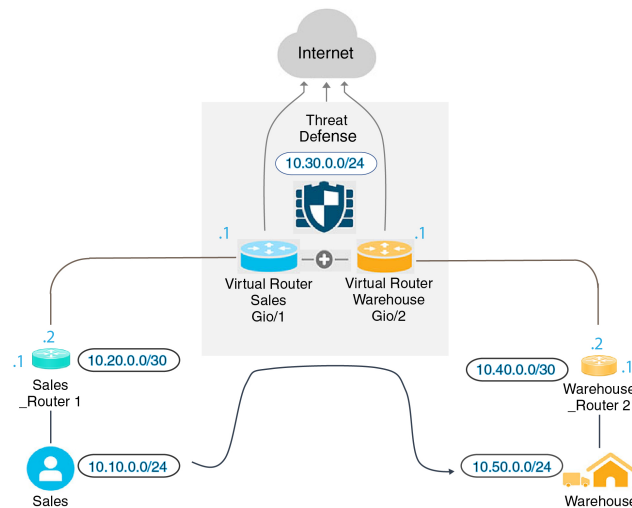 Internet
Threat
Defense
10.30.0.0/24
.1
.1
Virtual Router
Sales
Gio/1
Virtual Router
Warehouse
Gio/2
.2
.1
10.20.0.0/30
Sales
_Router 1
.2
10.40.0.0/30
.1
Warehouse
_Router 2
10.10.0.0/24
Sales
10.50.0.0/24
Warehouse